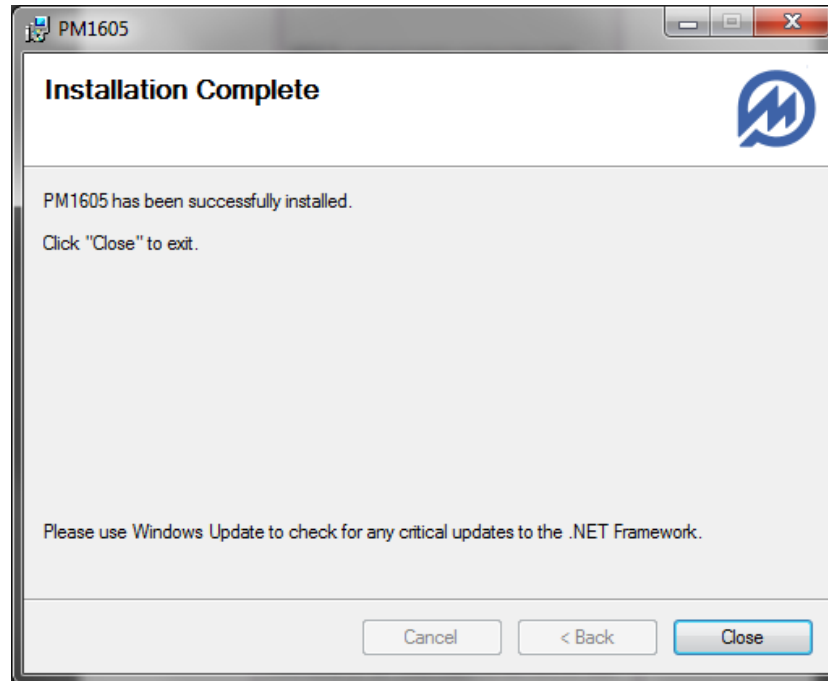 PM1605
Installation Complete
PM1605 has been successfully installed.
Click "Close" to exit.
Please use Windows Update to check for any critical updates to the .NET Framework.
Cancel
< Back
Close